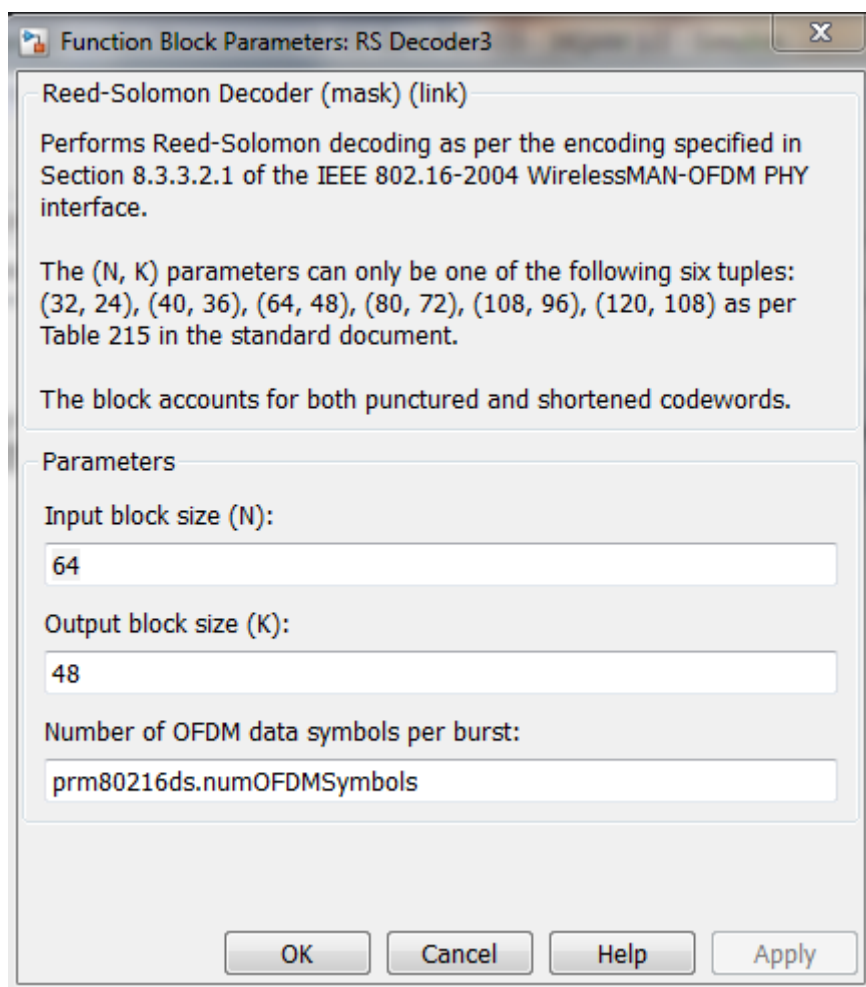 Function Block Parameters: RS Decoder3
Reed-Solomon Decoder (mask) (link)
Performs Reed-Solomon decoding as per the encoding specified in
Section 8.3.3.2.1 of the IEEE 802.16-2004 WirelessMAN-OFDM PHY
interface.
The (N, K) parameters can only be one of the following six tuples:
(32, 24), (40, 36), (64, 48), (80, 72), (108, 96), (120, 108) as per
Table 215 in the standard document.
The block accounts for both punctured and shortened codewords.
Parameters
Input block size (N):
64
Output block size (K):
48
Number of OFDM data symbols per burst:
prm80216ds.numOFDMSymbols
OK Cancel Help Apply